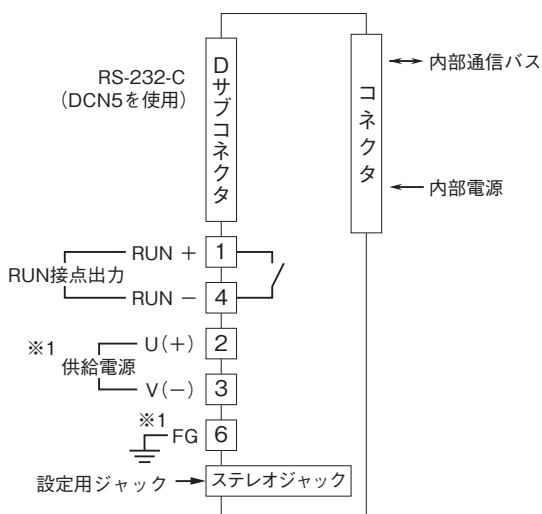 RS-232-C
（DCN5を使用）
Dサブコネクタ
コネクタ
内部通信バス
内部電源
RUN + 1
RUN接点出力
RUN − 4
※1
供給電源
U（+） 2
V（−） 3
※1
FG 6
設定用ジャック
ステレオジャック